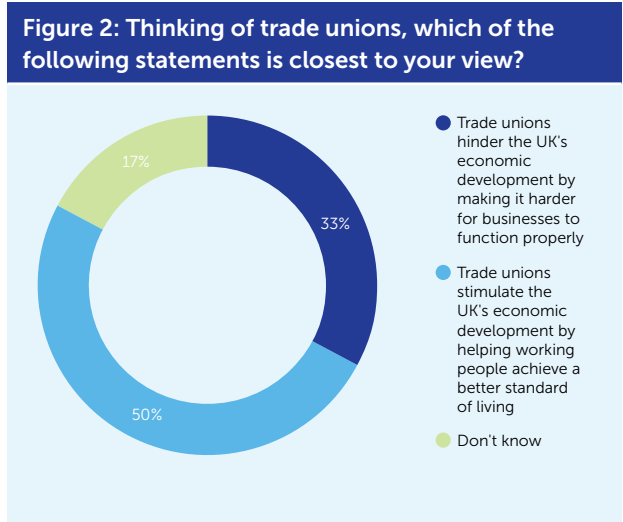 Figure 2: Thinking of trade unions, which of the
following statements is closest to your view?
17%
33%
50%
Trade unions
hinder the UK's
economic
development by
making it harder
for businesses to
function properly
Trade unions
stimulate the
UK's economic
development by
helping working
people achieve a
better standard
of living
Don't know